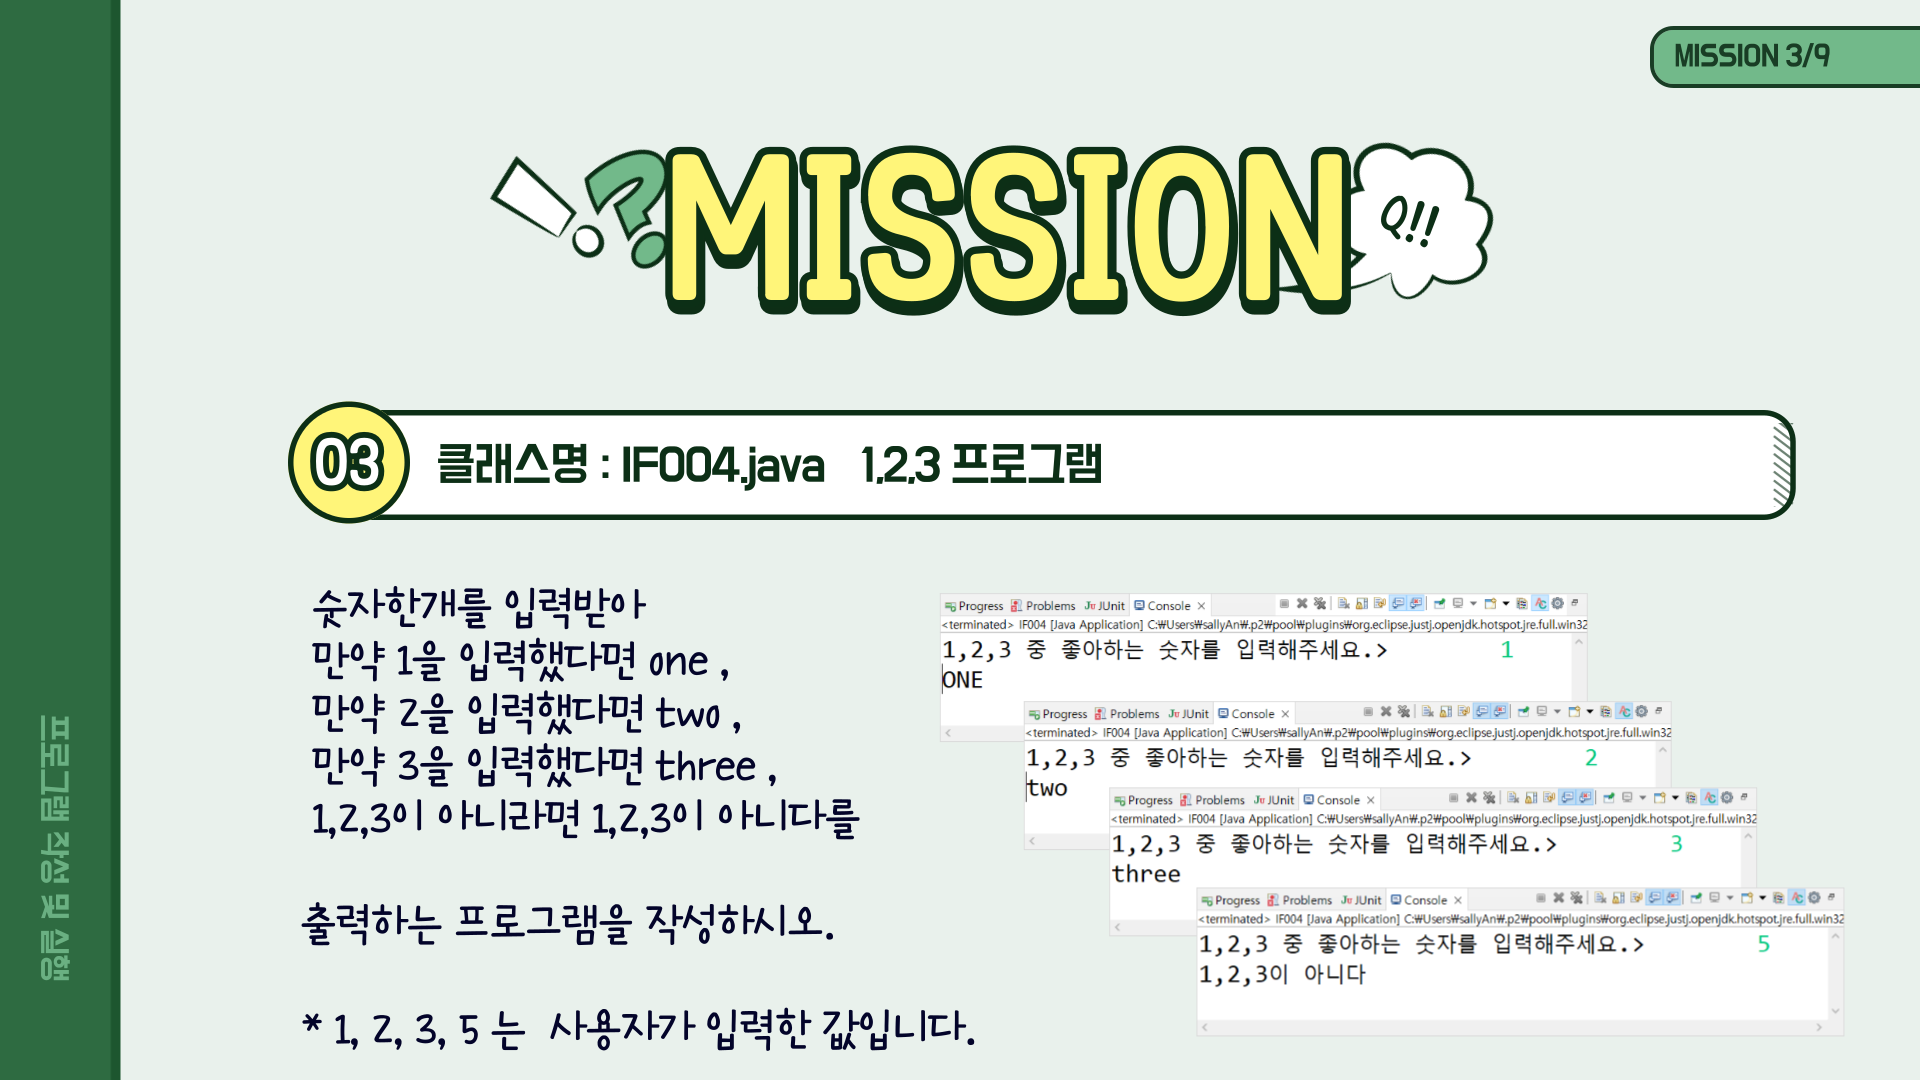 MISSION 3/9
MISSION
Q!!
03
클래스명 : IF004.java 1,2,3 프로그램
숫자한개를 입력받아
만약 1을 입력했다면 one ,
만약 2을 입력했다면 two ,
만약 3을 입력했다면 three ,
1,2,3이 아니라면 1,2,3이 아니다를
출력하는 프로그램을 작성하시오.
* 1, 2, 3, 5 는 사용자가 입력한 값입니다.
프로그램 작성 및 실행
Progress Problems JUnit Console
<terminated> IF004 [Java Application] C:₩Users₩sallyAn₩.p2₩pool₩plugins₩org.eclipse.justj.openjdk.hotspot.jre.full.win32
1,2,3 중 좋아하는 숫자를 입력해주세요.> 1
ONE
Progress Problems JUnit Console
<terminated> IF004 [Java Application] C:₩Users₩sallyAn₩.p2₩pool₩plugins₩org.eclipse.justj.openjdk.hotspot.jre.full.win32
1,2,3 중 좋아하는 숫자를 입력해주세요.> 2
two
Progress Problems JUnit Console
<terminated> IF004 [Java Application] C:₩Users₩sallyAn₩.p2₩pool₩plugins₩org.eclipse.justj.openjdk.hotspot.jre.full.win32
1,2,3 중 좋아하는 숫자를 입력해주세요.> 3
three
Progress Problems JUnit Console
<terminated> IF004 [Java Application] C:₩Users₩sallyAn₩.p2₩pool₩plugins₩org.eclipse.justj.openjdk.hotspot.jre.full.win32
1,2,3 중 좋아하는 숫자를 입력해주세요.> 5
1,2,3이 아니다